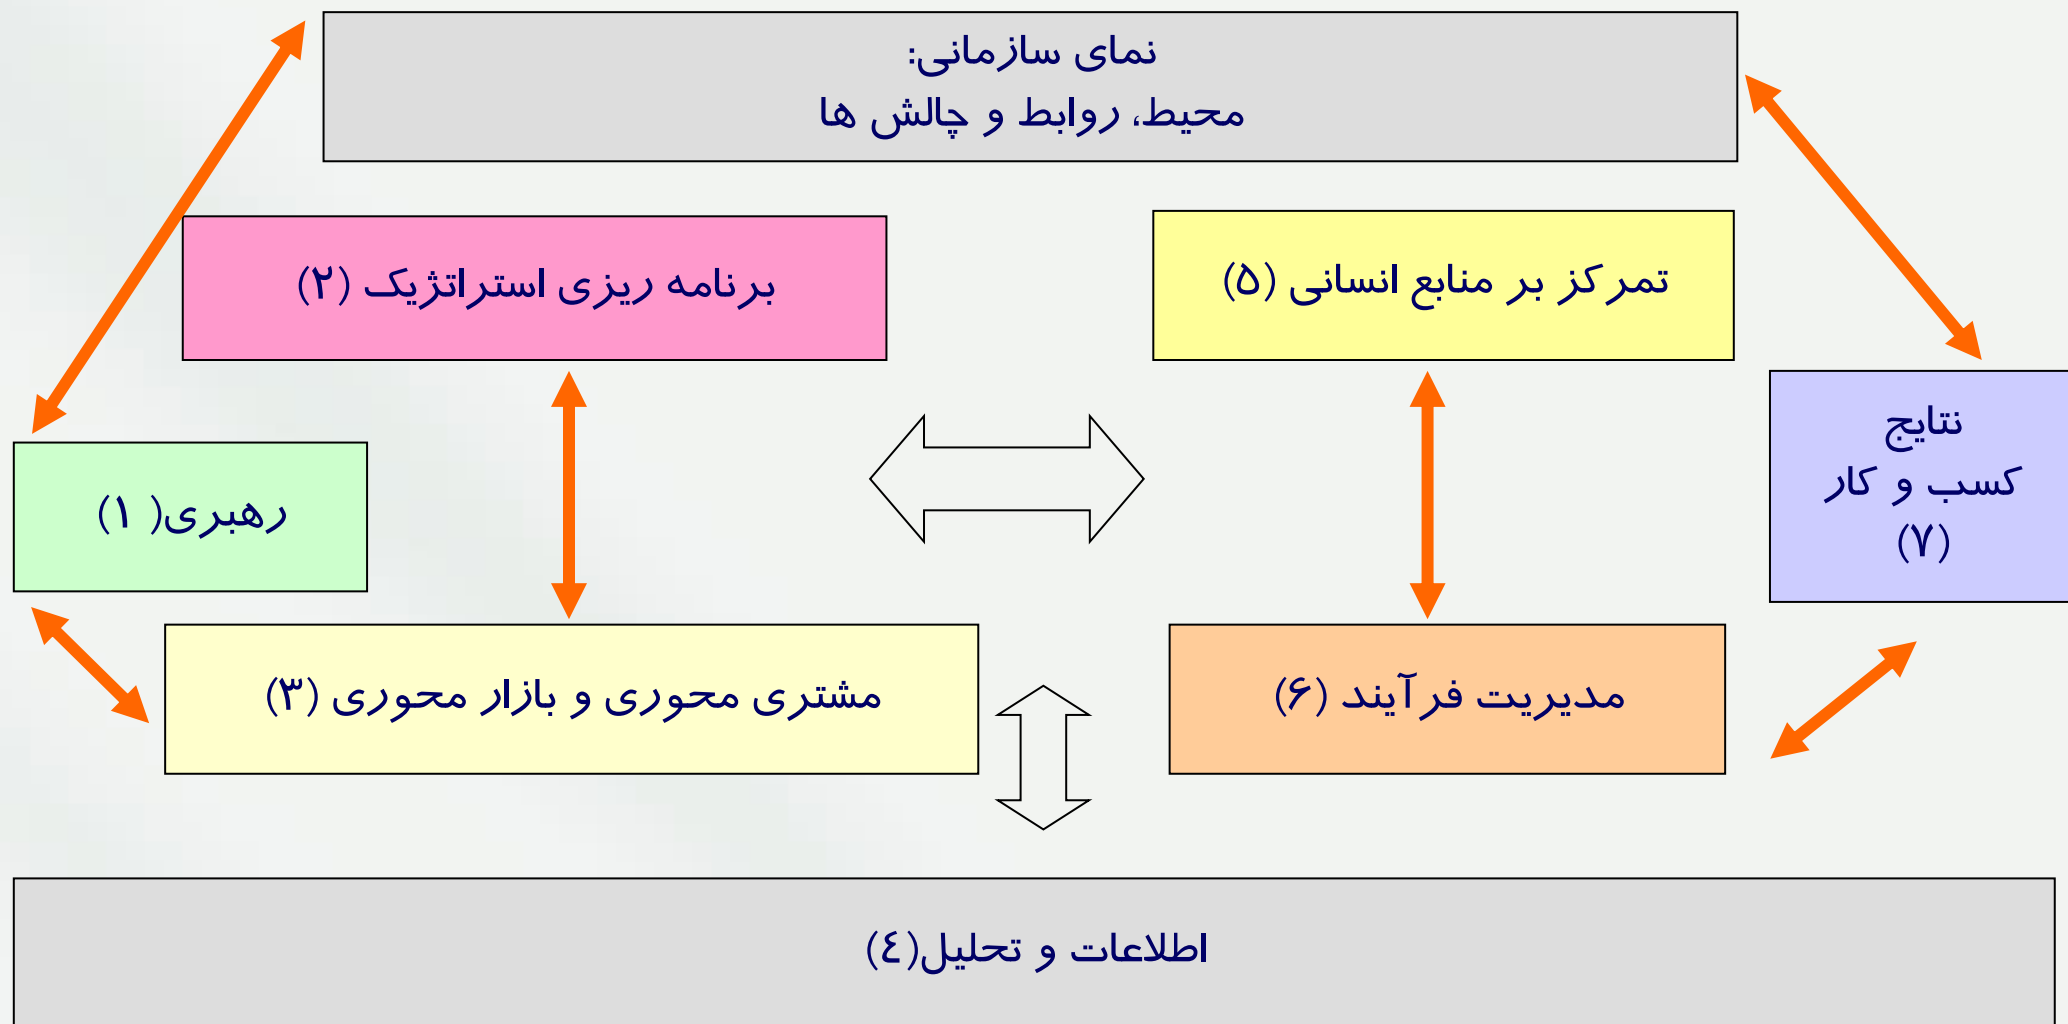 نمای سازمانی:
محیط، روابط و چالش ها
برنامه ریزی استراتژیک (۲)
تمرکز بر منابع انسانی (۵)
رهبری( ۱)
نتایج
کسب و کار
(۷)
مشتری محوری و بازار محوری (۳)
مدیریت فرآیند (۶)
اطلاعات و تحلیل(٤)